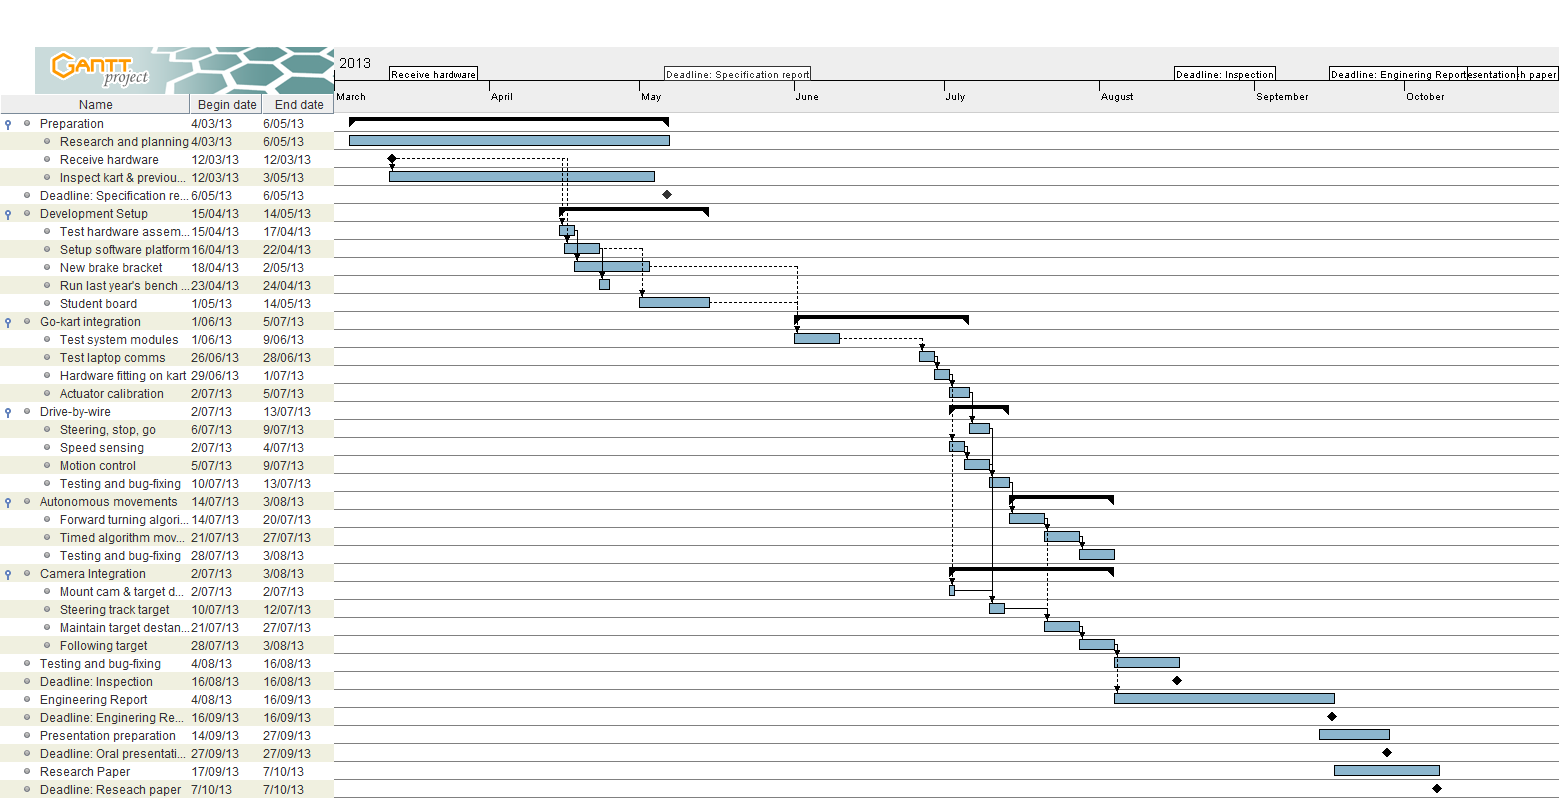 GANTT
project
2013
Receive hardware
Deadline: Specification report
Deadline: Inspection
Deadline: Enginering Report
esentation
h paper
March April May June July August September October
Name Begin date End date
Preparation 4/03/13 6/05/13
Research and planning 4/03/13 6/05/13
Receive hardware 12/03/13 12/03/13
Inspect kart & previou... 12/03/13 3/05/13
Deadline: Specification re... 6/05/13 6/05/13
Development Setup 15/04/13 14/05/13
Test hardware assem... 15/04/13 17/04/13
Setup software platform 16/04/13 22/04/13
New brake bracket 18/04/13 2/05/13
Run last year's bench ... 23/04/13 24/04/13
Student board 1/05/13 14/05/13
Go-kart integration 1/06/13 5/07/13
Test system modules 1/06/13 9/06/13
Test laptop comms 26/06/13 28/06/13
Hardware fitting on kart 29/06/13 1/07/13
Actuator calibration 2/07/13 5/07/13
Drive-by-wire 2/07/13 13/07/13
Steering, stop, go 6/07/13 9/07/13
Speed sensing 2/07/13 4/07/13
Motion control 5/07/13 9/07/13
Testing and bug-fixing 10/07/13 13/07/13
Autonomous movements 14/07/13 3/08/13
Forward turning algori... 14/07/13 20/07/13
Timed algorithm mov... 21/07/13 27/07/13
Testing and bug-fixing 28/07/13 3/08/13
Camera Integration 2/07/13 3/08/13
Mount cam & target d... 2/07/13 2/07/13
Steering track target 10/07/13 12/07/13
Maintain target destan... 21/07/13 27/07/13
Following target 28/07/13 3/08/13
Testing and bug-fixing 4/08/13 16/08/13
Deadline: Inspection 16/08/13 16/08/13
Engineering Report 4/08/13 16/09/13
Deadline: Enginering Re... 16/09/13 16/09/13
Presentation preparation 14/09/13 27/09/13
Deadline: Oral presentati... 27/09/13 27/09/13
Research Paper 17/09/13 7/10/13
Deadline: Reseach paper 7/10/13 7/10/13